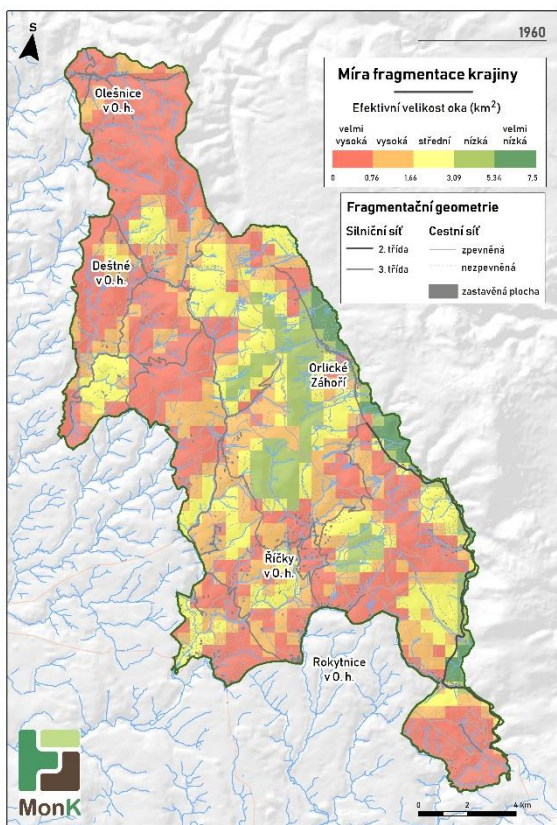 S
1960
Míra fragmentace krajiny
Efektivní velikost oka (km²)
velmi vysoká
vysoká
střední
nízká
velmi nízká
0
0.76
1.66
3.09
5.34
7.5
Fragmentační geometrie
Silniční síť
Cestní síť
2. třída
zpevněná
3. třída
nezpevněná
zastavěná plocha
Olešnice
v O. h.
Deštné
v O. h.
Orlické
Záhoří
Říčky
v O. h.
Rokytnice
v O. h.
MonK
0
2
4 km